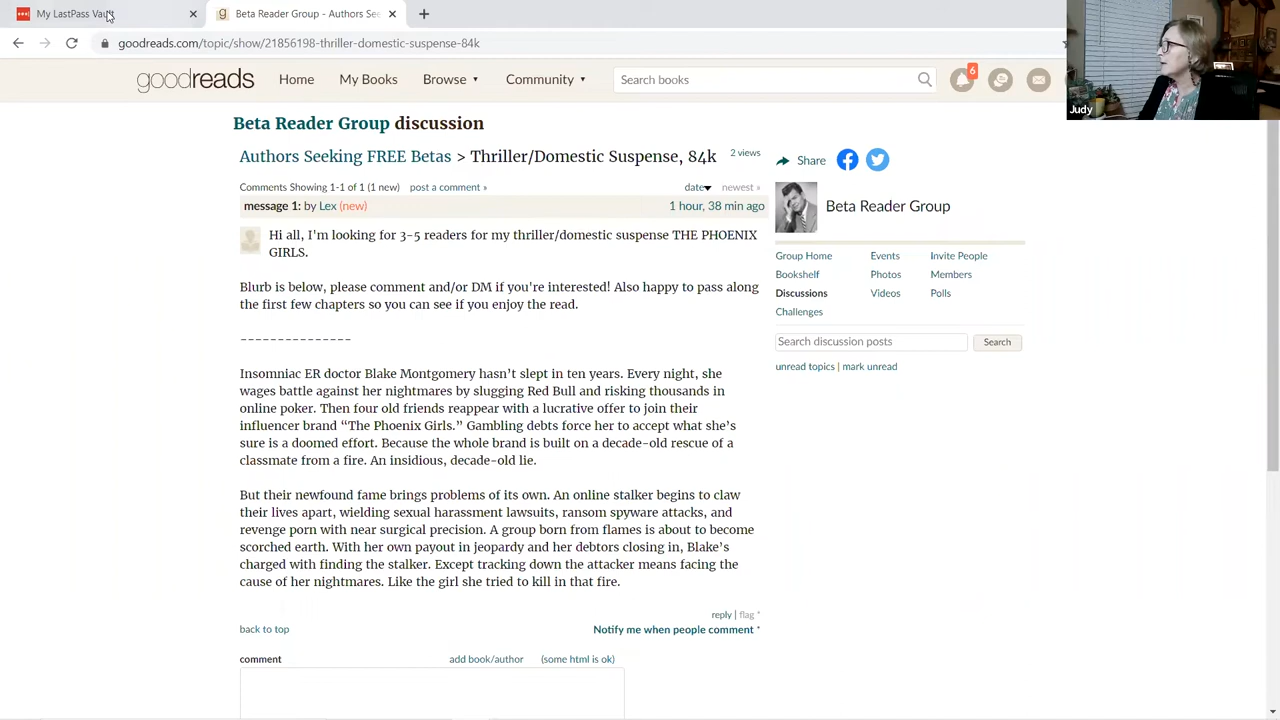 My LastPass Vault
Beta Reader Group - Authors See
goodreads.com/topic/show/21856198-thriller-domestic-suspense-84k
goodreads
Home
My Books
Browse
Community
Search books
6
Judy
Beta Reader Group discussion
Authors Seeking FREE Betas > Thriller/Domestic Suspense, 84k
2 views
Comments Showing 1-1 of 1 (1 new) post a comment »
date newest »
message 1: by Lex (new)
1 hour, 38 min ago
Hi all, I'm looking for 3-5 readers for my thriller/domestic suspense THE PHOENIX
GIRLS.
Blurb is below, please comment and/or DM if you're interested! Also happy to pass along
the first few chapters so you can see if you enjoy the read.
---------------
Insomniac ER doctor Blake Montgomery hasn’t slept in ten years. Every night, she
wages battle against her nightmares by slugging Red Bull and risking thousands in
online poker. Then four old friends reappear with a lucrative offer to join their
influencer brand “The Phoenix Girls.” Gambling debts force her to accept what she’s
sure is a doomed effort. Because the whole brand is built on a decade-old rescue of a
classmate from a fire. An insidious, decade-old lie.
But their newfound fame brings problems of its own. An online stalker begins to claw
their lives apart, wielding sexual harassment lawsuits, ransom spyware attacks, and
revenge porn with near surgical precision. A group born from flames is about to become
scorched earth. With her own payout in jeopardy and her debtors closing in, Blake’s
charged with finding the stalker. Except tracking down the attacker means facing the
cause of her nightmares. Like the girl she tried to kill in that fire.
reply | flag *
back to top
Notify me when people comment *
comment
add book/author
(some html is ok)
Share
Beta Reader Group
Group Home
Events
Invite People
Bookshelf
Photos
Members
Discussions
Videos
Polls
Challenges
Search discussion posts
Search
unread topics | mark unread